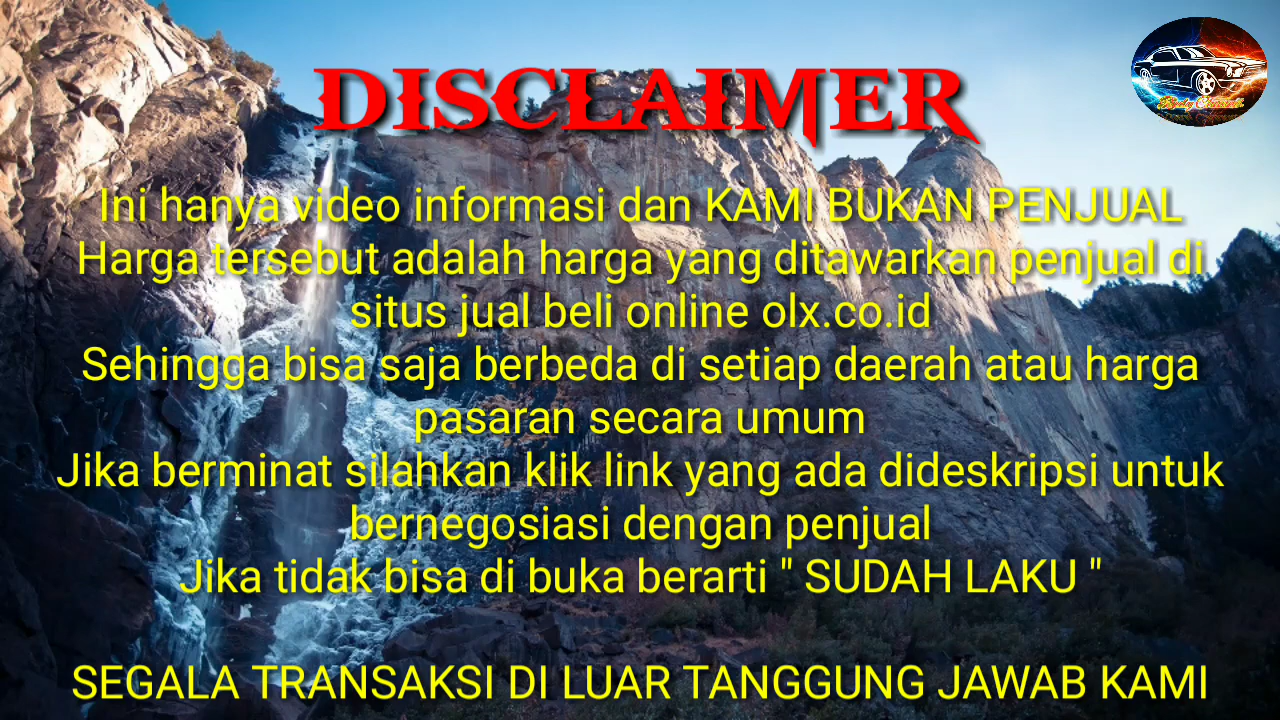 DISCLAIMER
Ini hanya video informasi dan KAMI BUKAN PENJUAL
Harga tersebut adalah harga yang ditawarkan penjual di
situs jual beli online olx.co.id
Sehingga bisa saja berbeda di setiap daerah atau harga
pasaran secara umum
Jika berminat silahkan klik link yang ada dideskripsi untuk
bernegosiasi dengan penjual
Jika tidak bisa di buka berarti " SUDAH LAKU "
SEGALA TRANSAKSI DI LUAR TANGGUNG JAWAB KAMI